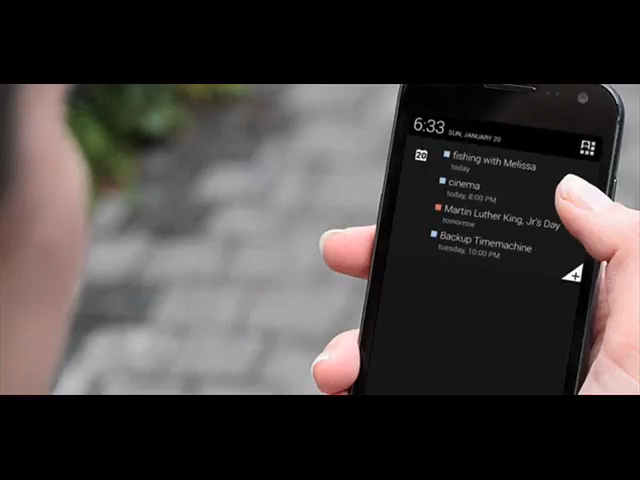 6:33 SUN, JANUARY 20
20
fishing with Melissa
today
cinema
today, 8:00 PM
Martin Luther King, Jr's Day
tomorrow
Backup Timemachine
tuesday, 10:00 PM